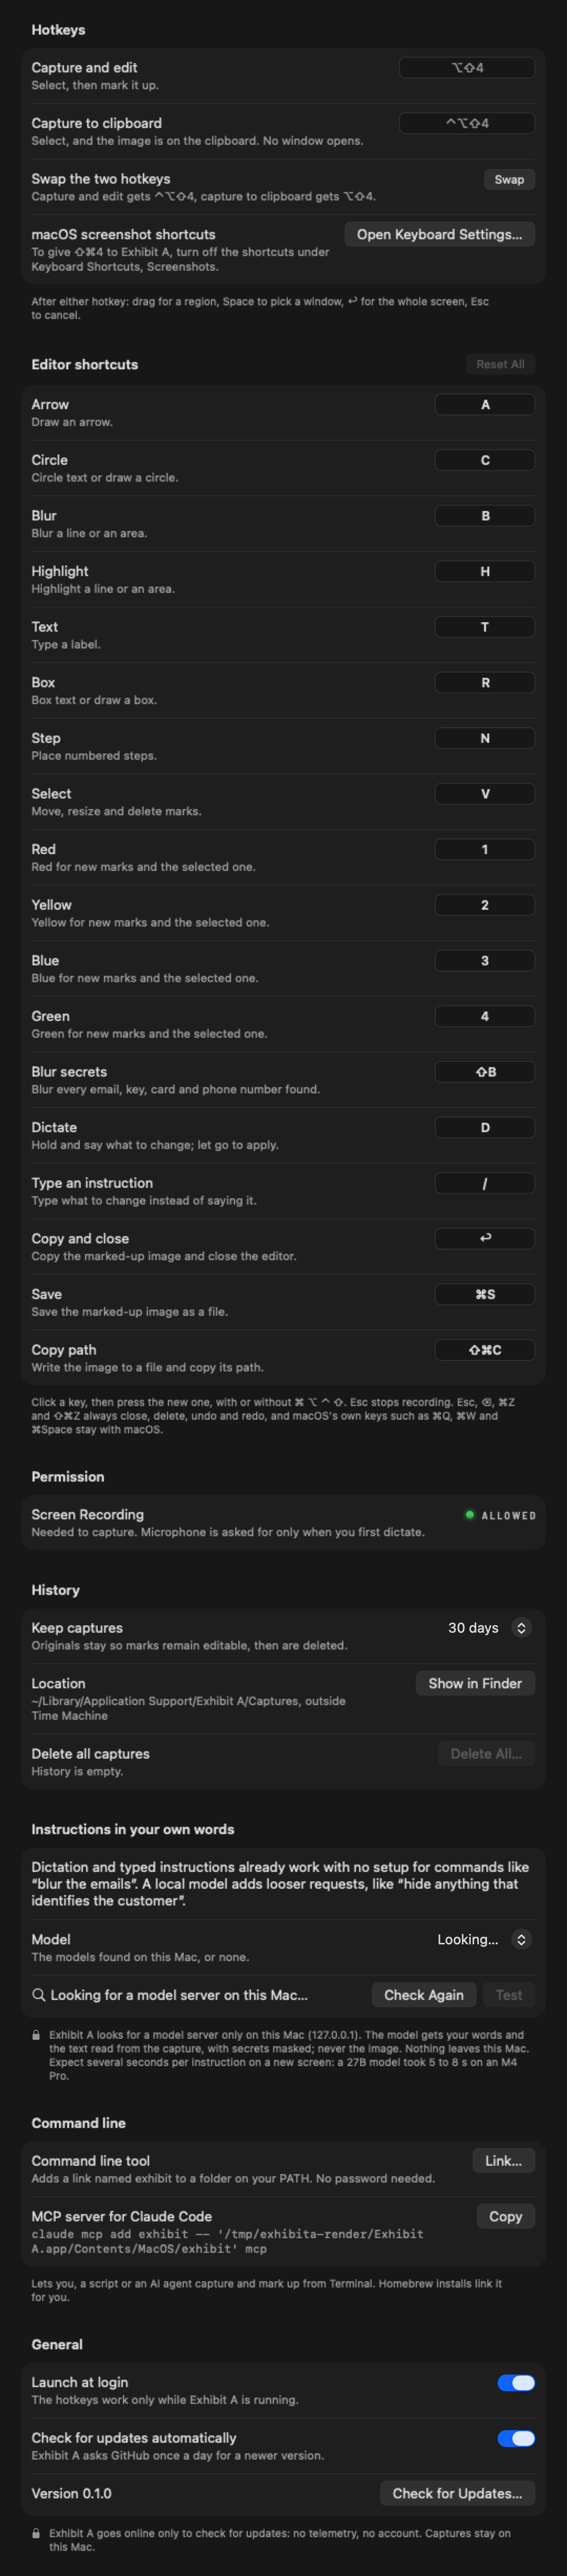 Hotkeys
Capture and edit
⌥⇧4
Select, then mark it up.
Capture to clipboard
^⌥⇧4
Select, and the image is on the clipboard. No window opens.
Swap the two hotkeys
Swap
Capture and edit gets ^⌥⇧4, capture to clipboard gets ⌥⇧4.
macOS screenshot shortcuts
Open Keyboard Settings...
To give ⇧⌘4 to Exhibit A, turn off the shortcuts under
Keyboard Shortcuts, Screenshots.
After either hotkey: drag for a region, Space to pick a window, ↩ for the whole screen, Esc
to cancel.
Editor shortcuts
Reset All
Arrow
A
Draw an arrow.
Circle
C
Circle text or draw a circle.
Blur
B
Blur a line or an area.
Highlight
H
Highlight a line or an area.
Text
T
Type a label.
Box
R
Box text or draw a box.
Step
N
Place numbered steps.
Select
V
Move, resize and delete marks.
Red
1
Red for new marks and the selected one.
Yellow
2
Yellow for new marks and the selected one.
Blue
3
Blue for new marks and the selected one.
Green
4
Green for new marks and the selected one.
Blur secrets
⇧B
Blur every email, key, card and phone number found.
Dictate
D
Hold and say what to change; let go to apply.
Type an instruction
/
Type what to change instead of saying it.
Copy and close
↩
Copy the marked-up image and close the editor.
Save
⌘S
Save the marked-up image as a file.
Copy path
⇧⌘C
Write the image to a file and copy its path.
Click a key, then press the new one, with or without ⌘ ⌥ ^ ⇧. Esc stops recording. Esc, ⌫, ⌘Z
and ⇧⌘Z always close, delete, undo and redo, and macOS's own keys such as ⌘Q, ⌘W and
⌘Space stay with macOS.
Permission
Screen Recording
ALLOWED
Needed to capture. Microphone is asked for only when you first dictate.
History
Keep captures
30 days
Originals stay so marks remain editable, then are deleted.
Location
Show in Finder
~/Library/Application Support/Exhibit A/Captures, outside
Time Machine
Delete all captures
Delete All...
History is empty.
Instructions in your own words
Dictation and typed instructions already work with no setup for commands like
“blur the emails”. A local model adds looser requests, like “hide anything that
identifies the customer”.
Model
Looking...
The models found on this Mac, or none.
Looking for a model server on this Mac...
Check Again
Test
Exhibit A looks for a model server only on this Mac (127.0.0.1). The model gets your words and
the text read from the capture, with secrets masked; never the image. Nothing leaves this Mac.
Expect several seconds per instruction on a new screen: a 27B model took 5 to 8 s on an M4
Pro.
Command line
Command line tool
Link...
Adds a link named exhibit to a folder on your PATH. No password needed.
MCP server for Claude Code
Copy
claude mcp add exhibit -- '/tmp/exhibita-render/Exhibit
A.app/Contents/MacOS/exhibit' mcp
Lets you, a script or an AI agent capture and mark up from Terminal. Homebrew installs link it
for you.
General
Launch at login
The hotkeys work only while Exhibit A is running.
Check for updates automatically
Exhibit A asks GitHub once a day for a newer version.
Version 0.1.0
Check for Updates...
Exhibit A goes online only to check for updates: no telemetry, no account. Captures stay on
this Mac.